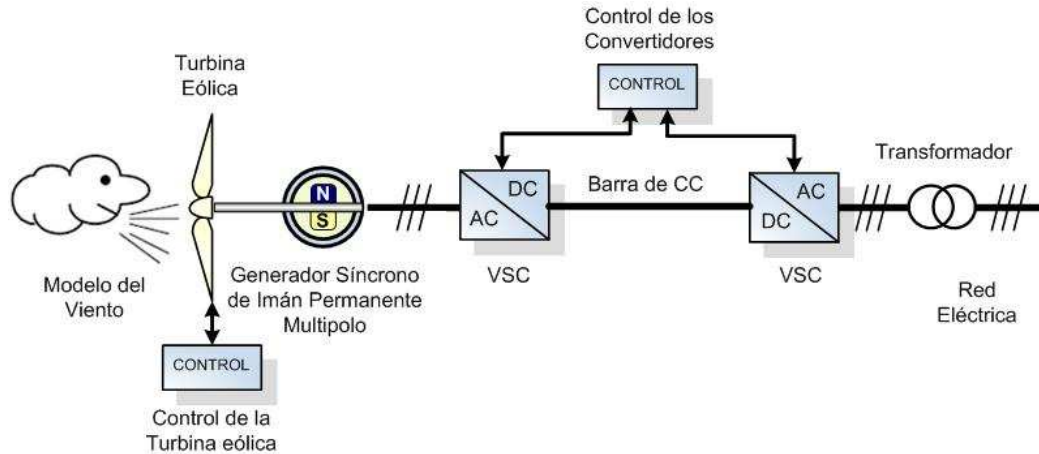 Control de los
Convertidores
Turbina
Eólica
CONTROL
Transformador
N
S
DC
AC
Barra de CC
AC
DC
Modelo del
Viento
Generador Síncrono
de Imán Permanente
Multipolo
VSC
VSC
Red
Eléctrica
CONTROL
Control de la
Turbina eólica